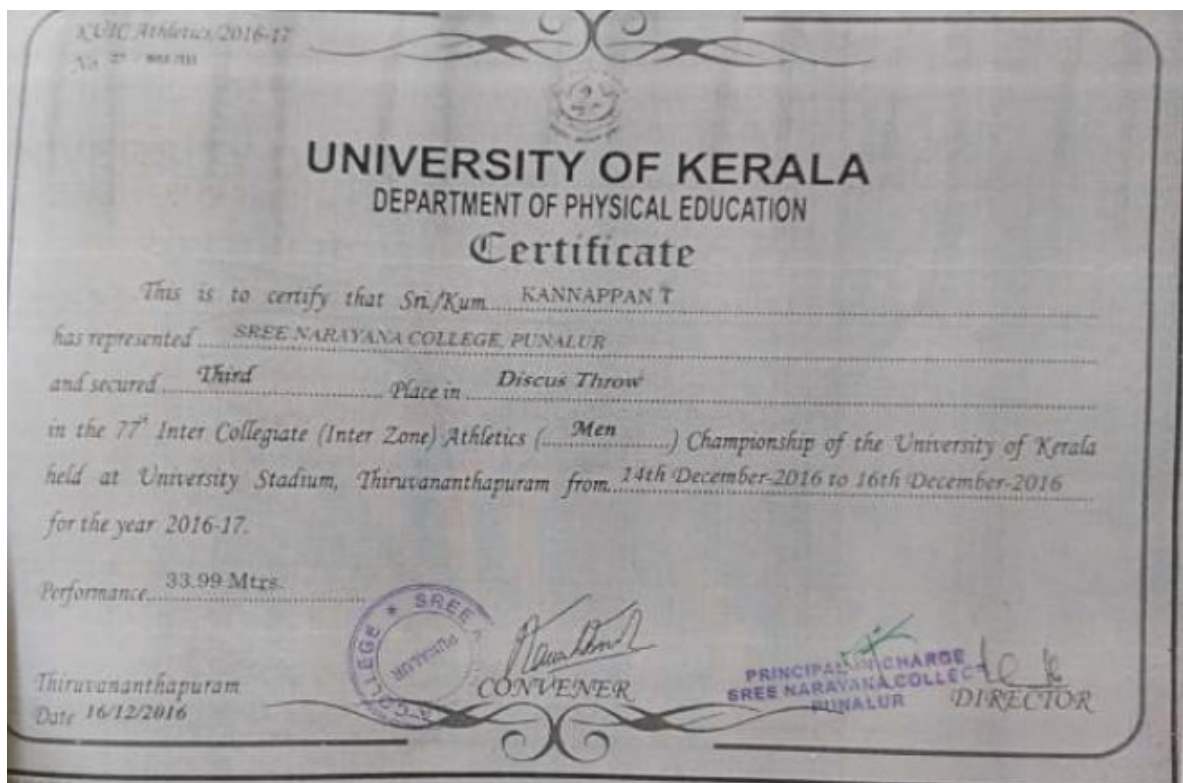 KUIC Athletics/2016-17
No
UNIVERSITY OF KERALA
DEPARTMENT OF PHYSICAL EDUCATION
Certificate
This is to certify that Sri./Kum. KANNAPPAN T
has represented SREE NARAYANA COLLEGE, PUNALUR
and secured Third Place in Discus Throw
in the 77th Inter Collegiate (Inter Zone) Athletics (Men) Championship of the University of Kerala
held at University Stadium, Thiruvananthapuram from 14th December-2016 to 16th December-2016
for the year 2016-17.
Performance 33.99 Mtrs.
SREE
COLLEGE
PUNALUR
PRINCIPAL IN CHARGE
SREE NARAYANA COLLEGE
PUNALUR
Thiruvananthapuram
CONVENER
DIRECTOR
Date 16/12/2016